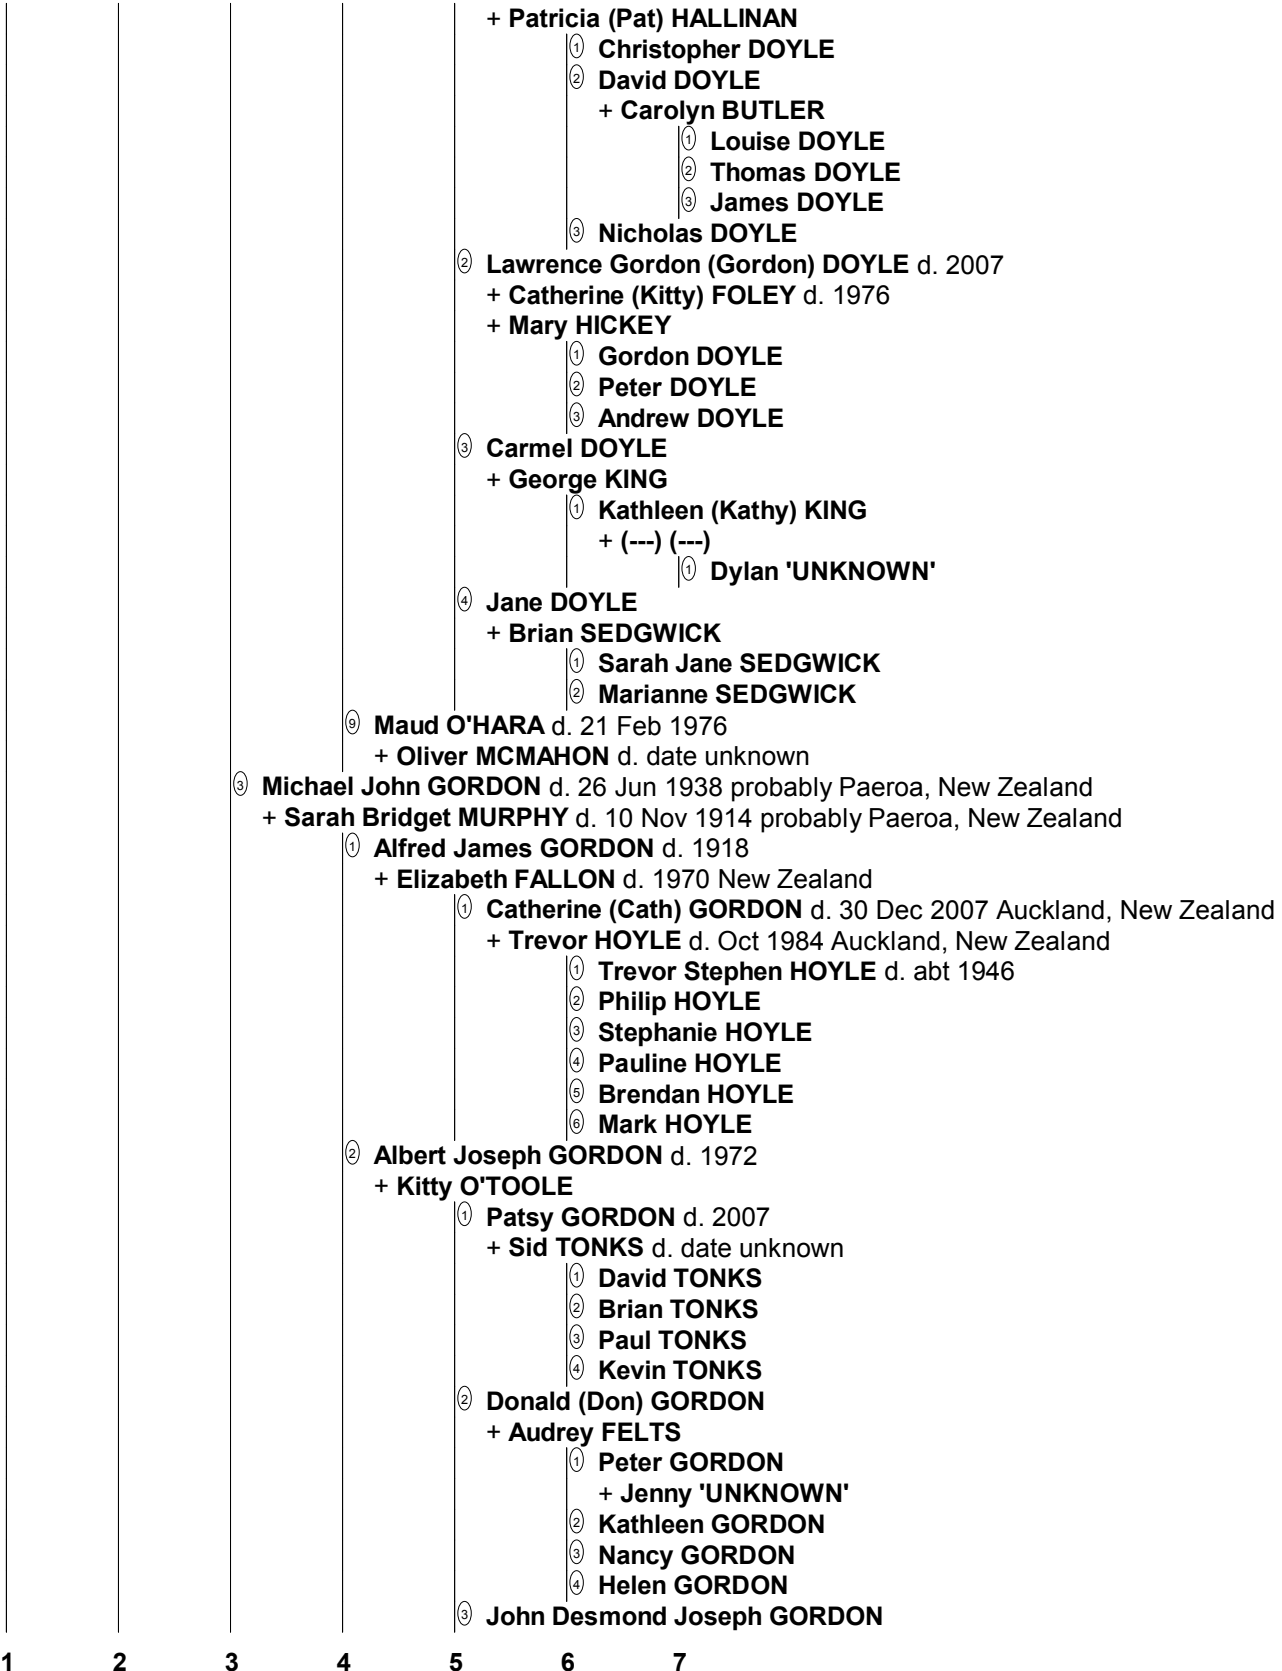 + Patricia (Pat) HALLINAN
1 Christopher DOYLE
2 David DOYLE
+ Carolyn BUTLER
1 Louise DOYLE
2 Thomas DOYLE
3 James DOYLE
3 Nicholas DOYLE
2 Lawrence Gordon (Gordon) DOYLE d. 2007
+ Catherine (Kitty) FOLEY d. 1976
+ Mary HICKEY
1 Gordon DOYLE
2 Peter DOYLE
3 Andrew DOYLE
3 Carmel DOYLE
+ George KING
1 Kathleen (Kathy) KING
+ (---) (---)
1 Dylan 'UNKNOWN'
4 Jane DOYLE
+ Brian SEDGWICK
1 Sarah Jane SEDGWICK
2 Marianne SEDGWICK
9 Maud O'HARA d. 21 Feb 1976
+ Oliver MCMAHON d. date unknown
3 Michael John GORDON d. 26 Jun 1938 probably Paeroa, New Zealand
+ Sarah Bridget MURPHY d. 10 Nov 1914 probably Paeroa, New Zealand
1 Alfred James GORDON d. 1918
+ Elizabeth FALLON d. 1970 New Zealand
1 Catherine (Cath) GORDON d. 30 Dec 2007 Auckland, New Zealand
+ Trevor HOYLE d. Oct 1984 Auckland, New Zealand
1 Trevor Stephen HOYLE d. abt 1946
2 Philip HOYLE
3 Stephanie HOYLE
4 Pauline HOYLE
5 Brendan HOYLE
6 Mark HOYLE
2 Albert Joseph GORDON d. 1972
+ Kitty O'TOOLE
1 Patsy GORDON d. 2007
+ Sid TONKS d. date unknown
1 David TONKS
2 Brian TONKS
3 Paul TONKS
4 Kevin TONKS
2 Donald (Don) GORDON
+ Audrey FELTS
1 Peter GORDON
+ Jenny 'UNKNOWN'
2 Kathleen GORDON
3 Nancy GORDON
4 Helen GORDON
3 John Desmond Joseph GORDON
1 2 3 4 5 6 7